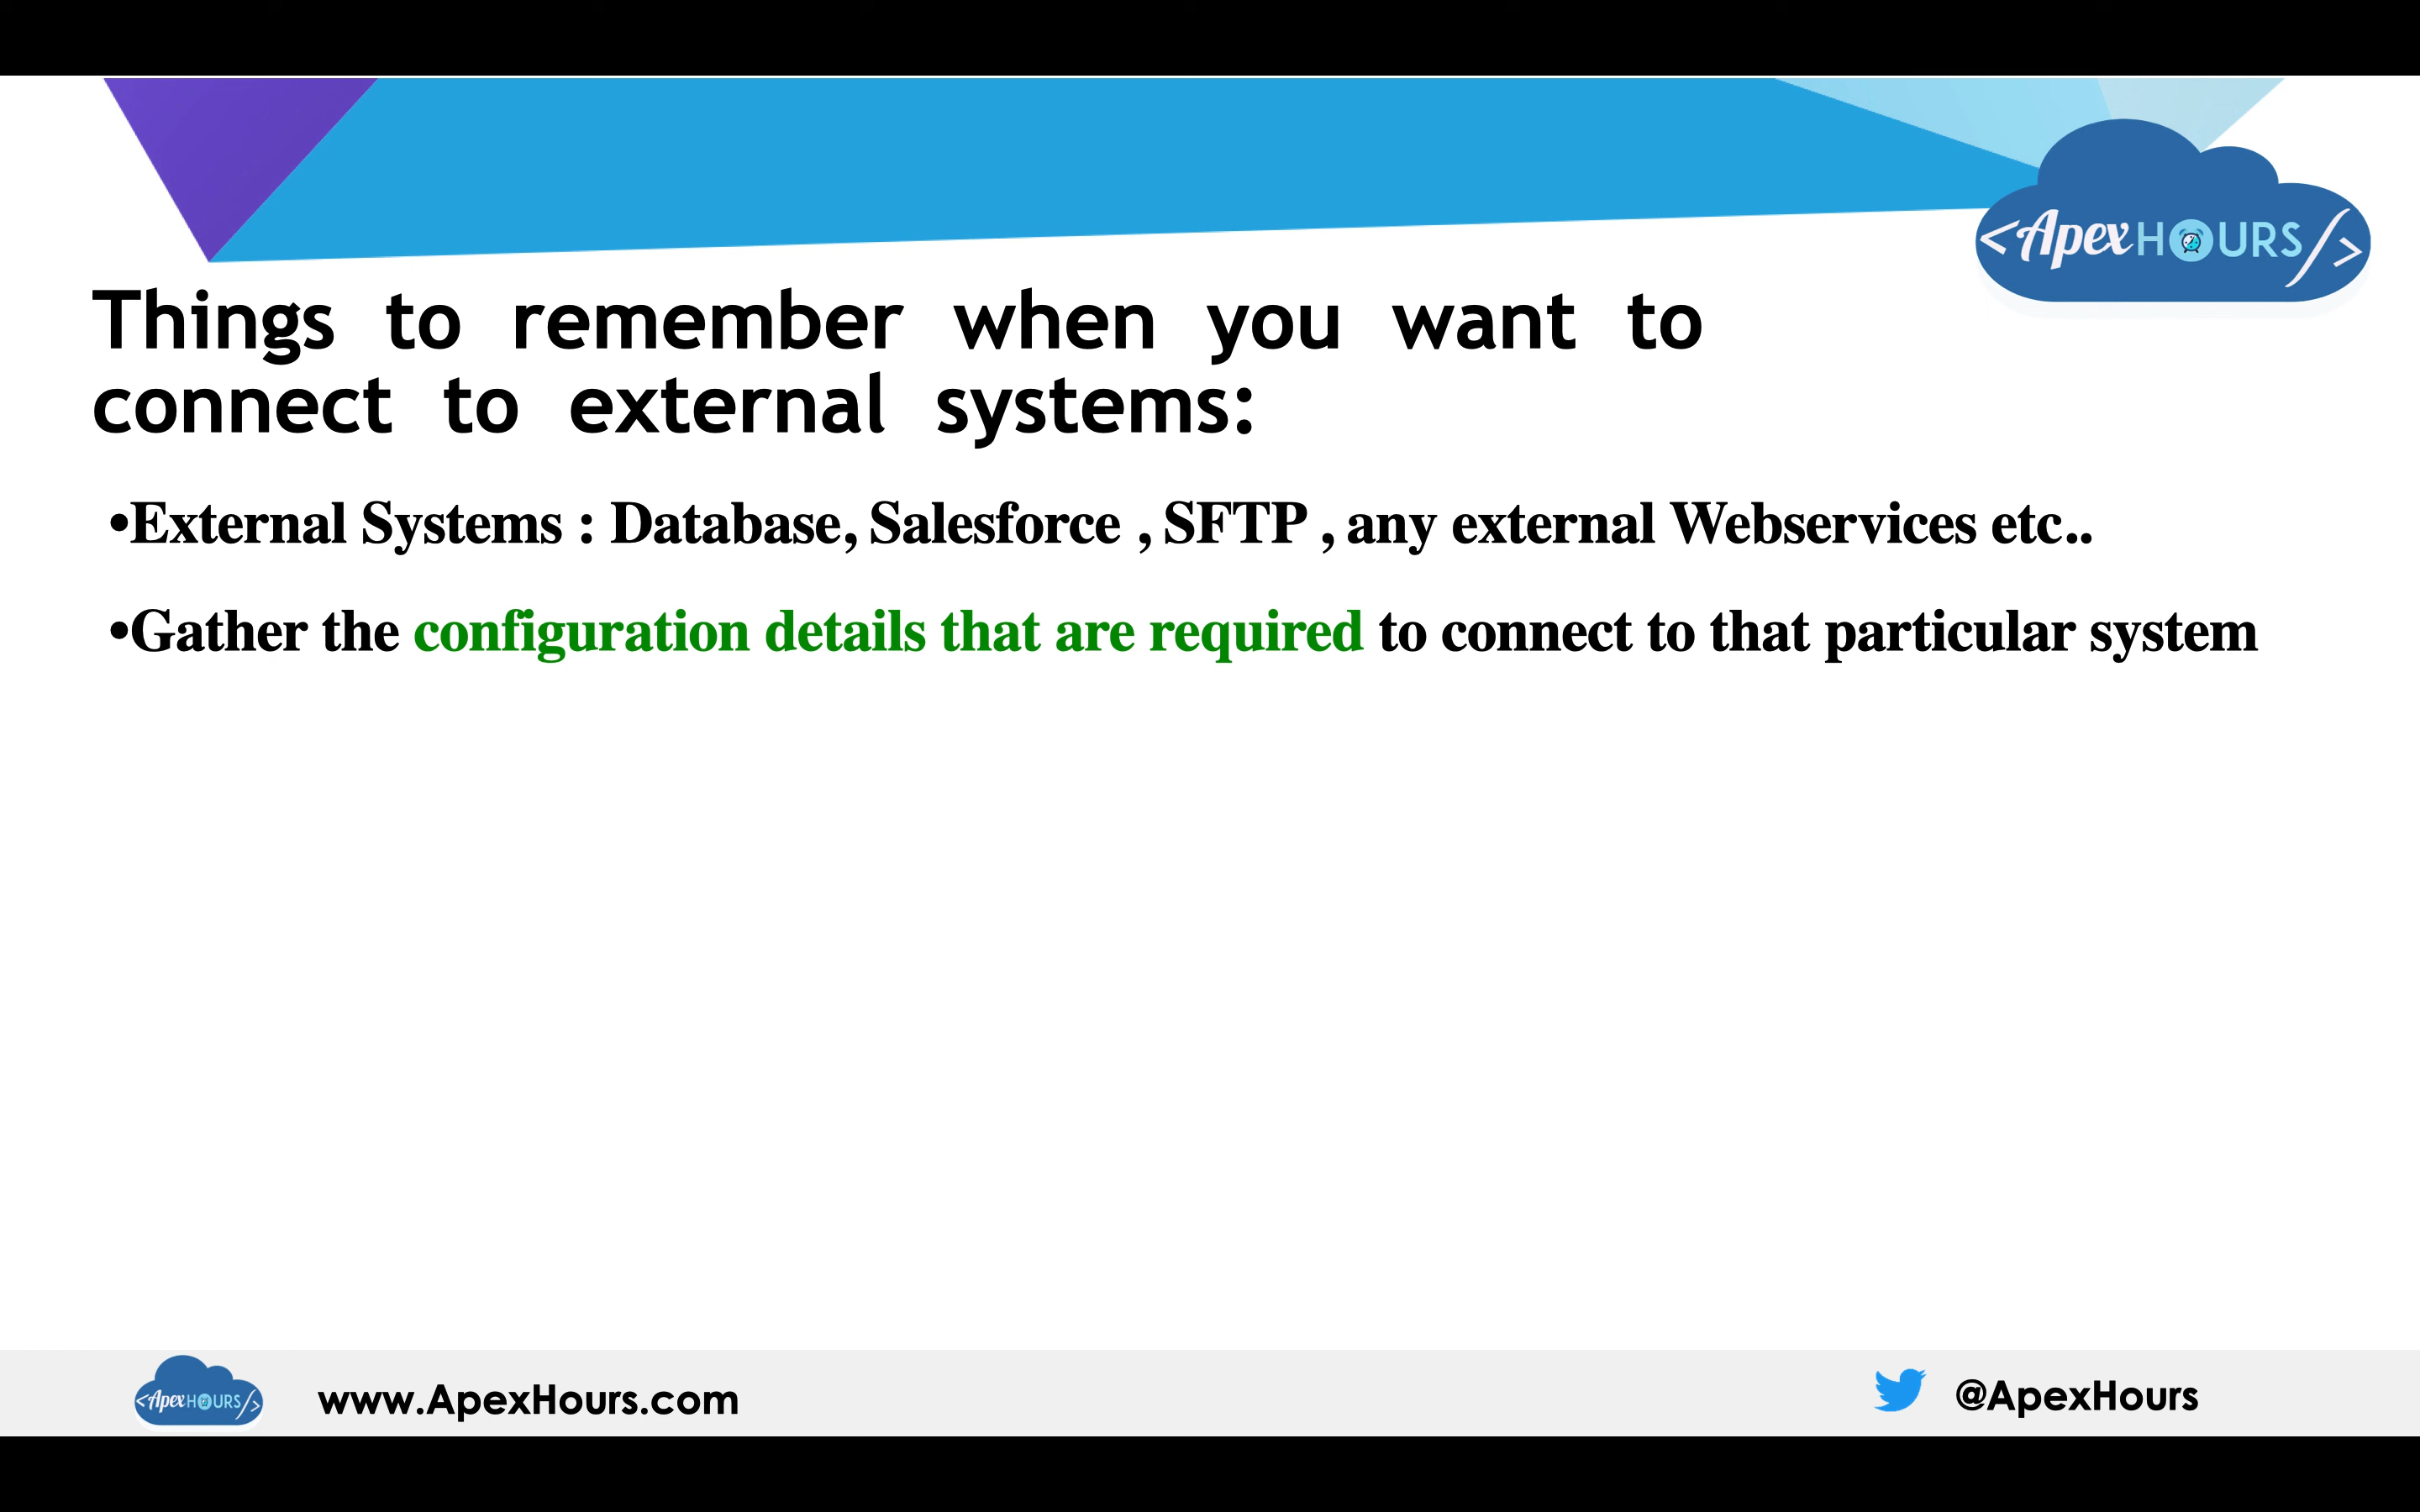 <ApexHOURS/>
Things to remember when you want to
connect to external systems:
•External Systems : Database, Salesforce , SFTP , any external Webservices etc..
•Gather the configuration details that are required to connect to that particular system
<ApexHOURS/>
www.ApexHours.com
@ApexHours